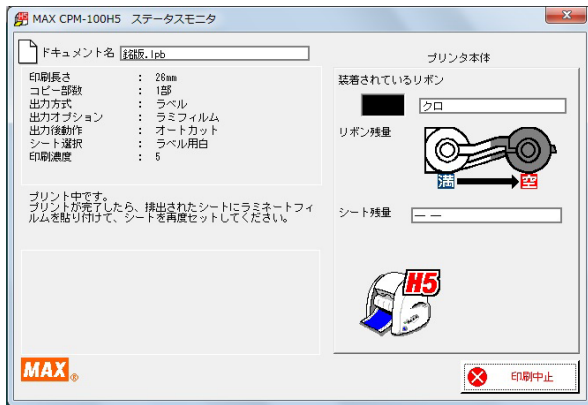 MAX CPM-100H5 ステータスモニタ
ドキュメント名 銘版.lpb
印刷長さ : 26mm
コピー部数 : 1部
出力方式 : ラベル
出力オプション : ラミフィルム
出力後動作 : オートカット
シート選択 : ラベル用白
印刷濃度 : 5
プリント中です。
プリントが完了したら、排出されたシートにラミネートフィ
ルムを貼り付けて、シートを再度セットしてください。
プリンタ本体
装着されているリボン
クロ
リボン残量
満 空
シート残量 ーー
H5
MAX®
印刷中止